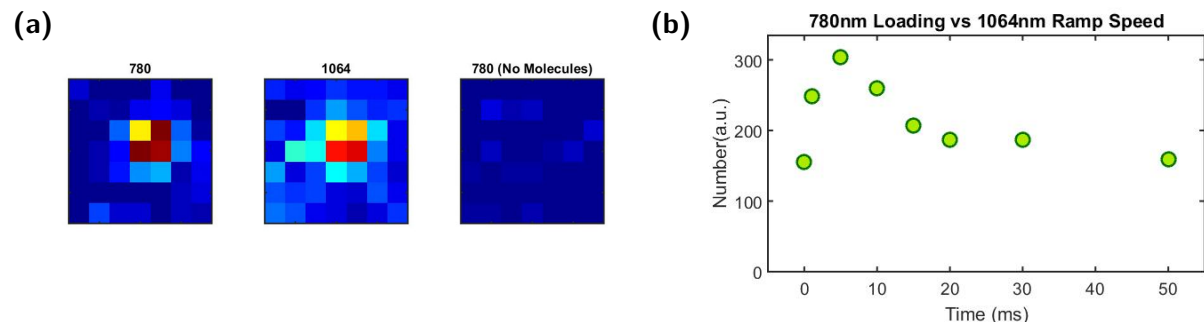 (a)
780
1064
780 (No Molecules)
(b)
780nm Loading vs 1064nm Ramp Speed
Number(a.u.)
300
200
100
0
0
10
20
30
40
50
Time (ms)